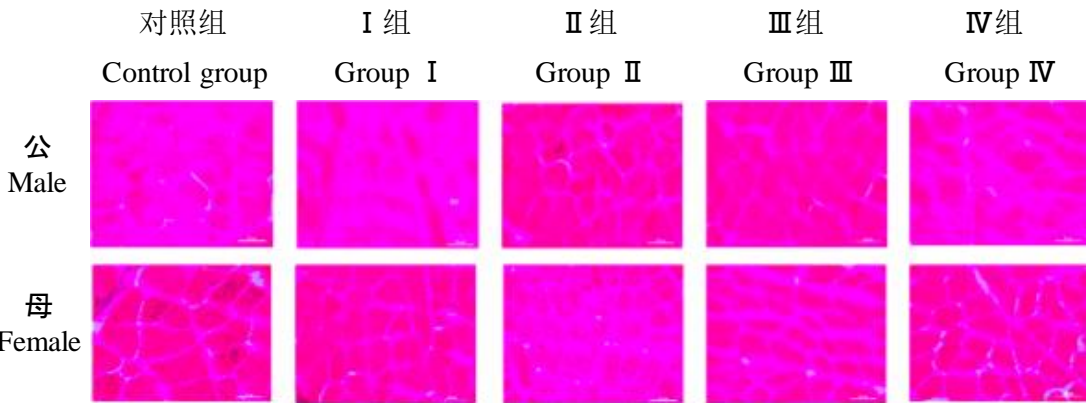 对照组 Ⅰ组 Ⅱ组 Ⅲ组 Ⅳ组
Control group Group Ⅰ Group Ⅱ Group Ⅲ Group Ⅳ
公
Male
母
Female